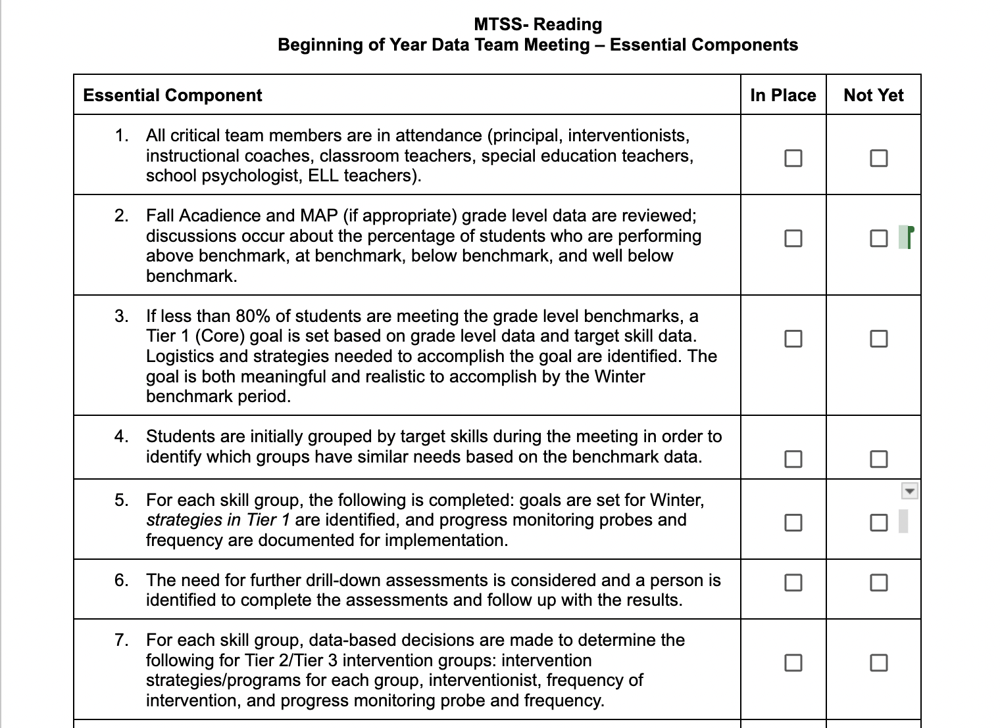 MTSS- Reading
Beginning of Year Data Team Meeting – Essential Components
Essential Component In Place Not Yet
1. All critical team members are in attendance (principal, interventionists,
instructional coaches, classroom teachers, special education teachers,
school psychologist, ELL teachers).
2. Fall Acadience and MAP (if appropriate) grade level data are reviewed;
discussions occur about the percentage of students who are performing
above benchmark, at benchmark, below benchmark, and well below
benchmark.
3. If less than 80% of students are meeting the grade level benchmarks, a
Tier 1 (Core) goal is set based on grade level data and target skill data.
Logistics and strategies needed to accomplish the goal are identified. The
goal is both meaningful and realistic to accomplish by the Winter
benchmark period.
4. Students are initially grouped by target skills during the meeting in order to
identify which groups have similar needs based on the benchmark data.
5. For each skill group, the following is completed: goals are set for Winter,
strategies in Tier 1 are identified, and progress monitoring probes and
frequency are documented for implementation.
6. The need for further drill-down assessments is considered and a person is
identified to complete the assessments and follow up with the results.
7. For each skill group, data-based decisions are made to determine the
following for Tier 2/Tier 3 intervention groups: intervention
strategies/programs for each group, interventionist, frequency of
intervention, and progress monitoring probe and frequency.